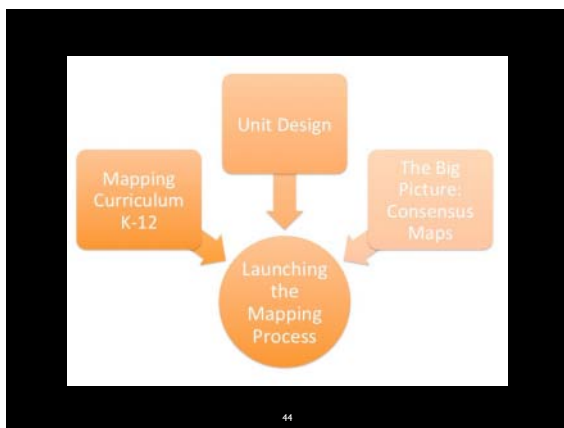 Unit Design
Mapping
Curriculum
K-12
The Big
Picture:
Consensus
Maps
Launching
the
Mapping
Process
44